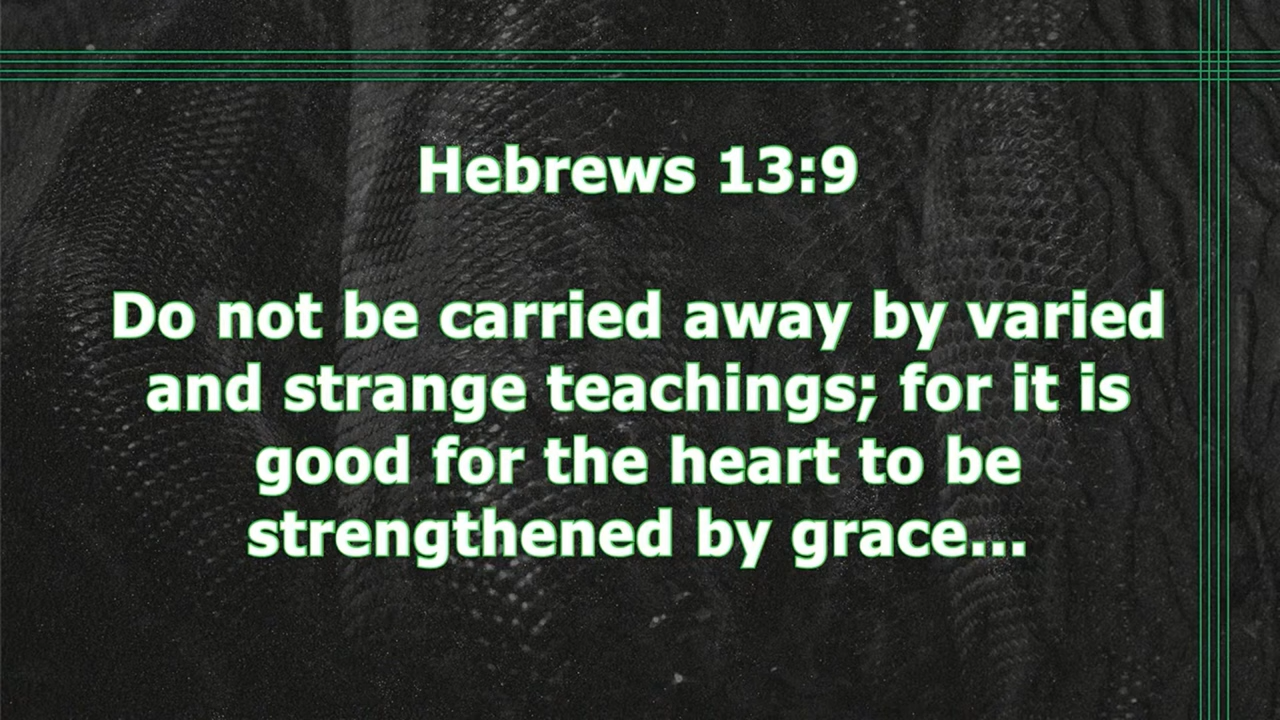 Hebrews 13:9
Do not be carried away by varied
and strange teachings; for it is
good for the heart to be
strengthened by grace...